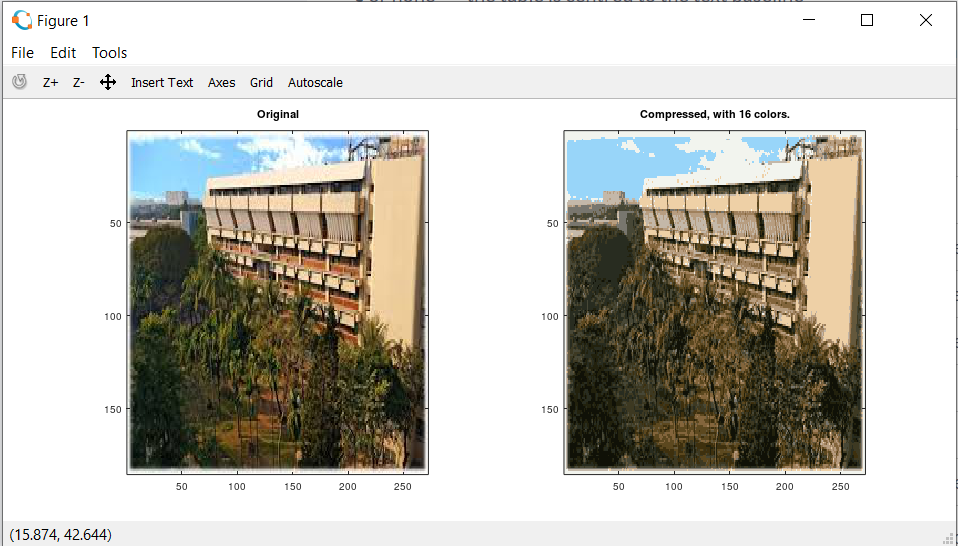 Figure 1
File Edit Tools
Z+ Z- Insert Text Axes Grid Autoscale
Original
Compressed, with 16 colors.
50
100
150
50 100 150 200 250
50
100
150
50 100 150 200 250
(15.874, 42.644)